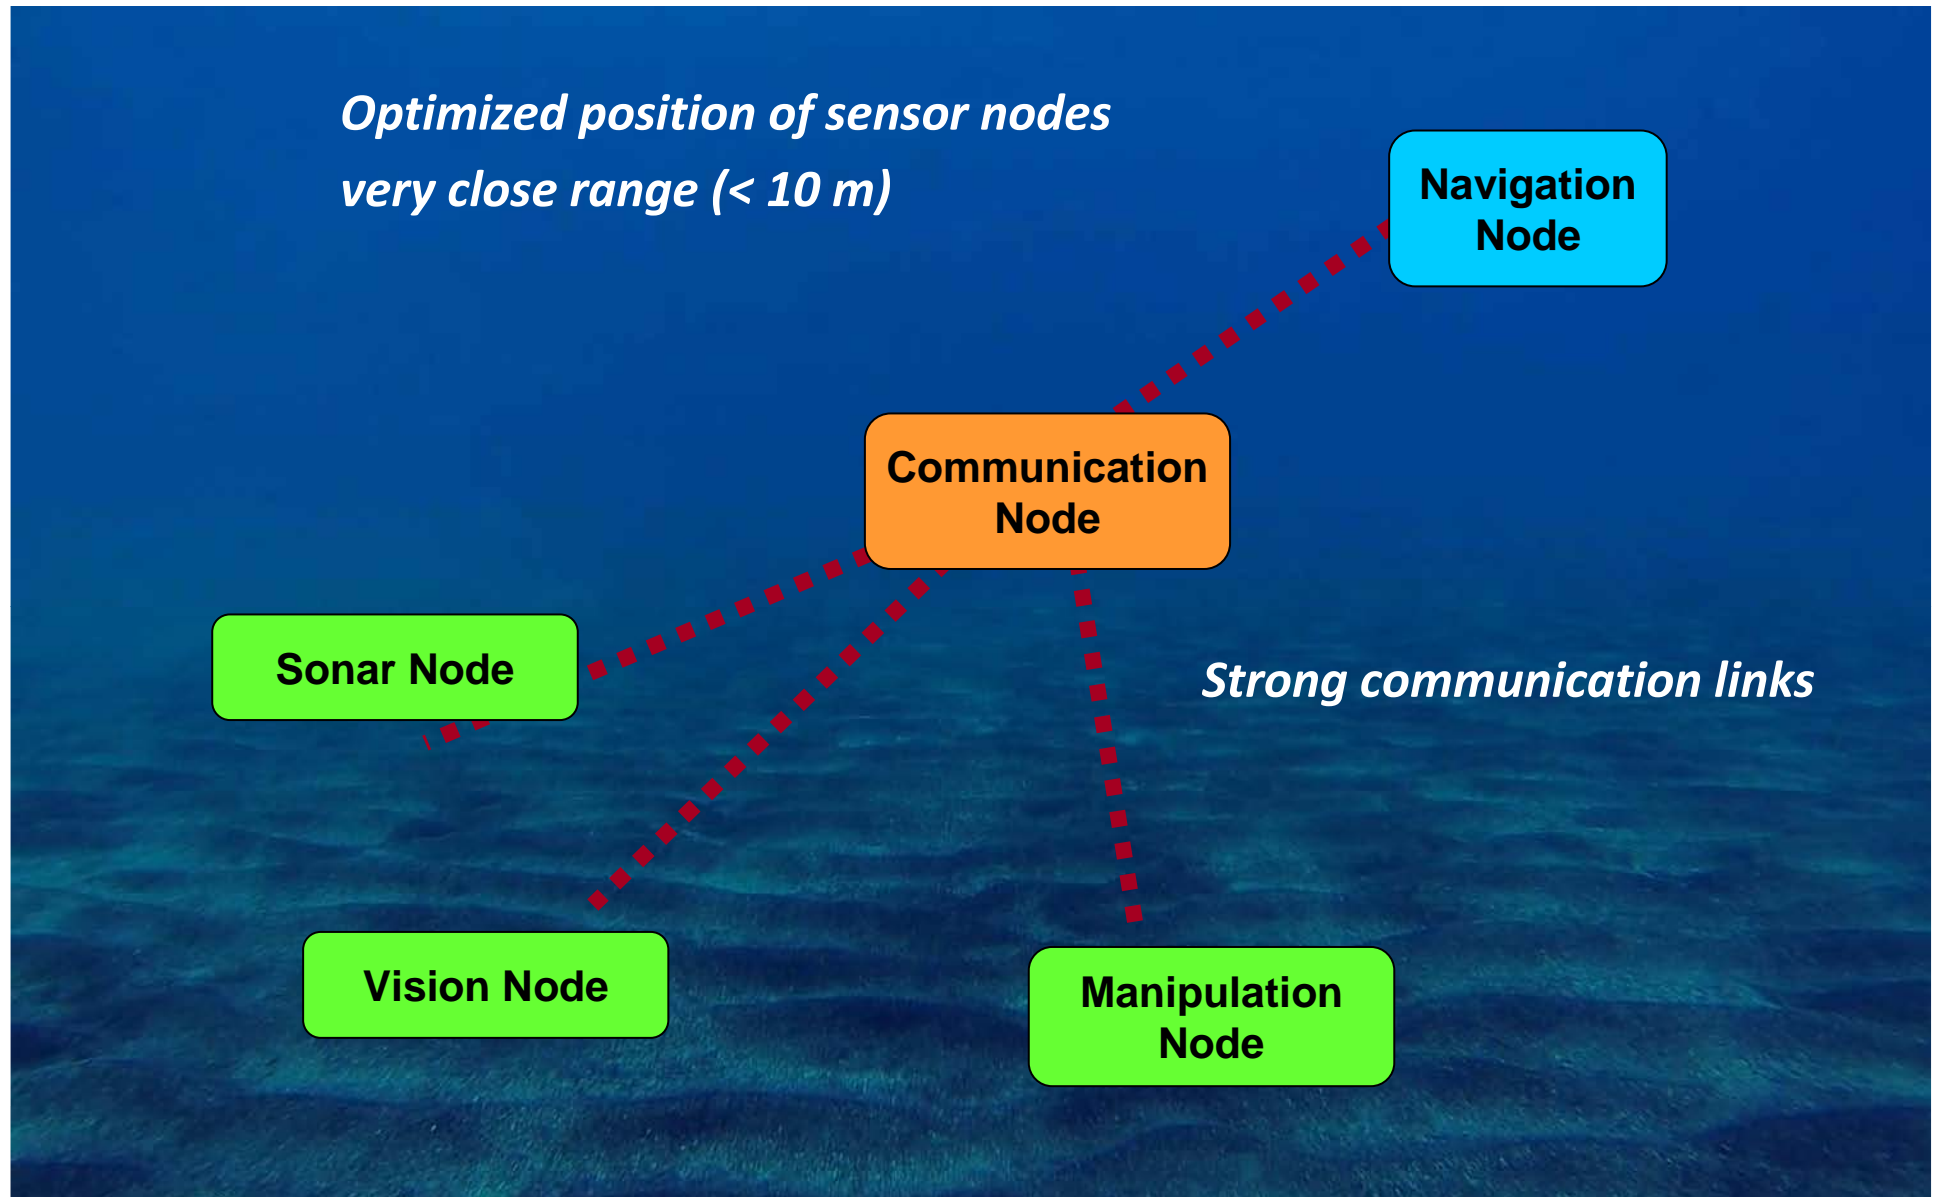 Optimized position of sensor nodes
very close range (< 10 m)
Navigation
Node
Communication
Node
Sonar Node
Strong communication links
Vision Node
Manipulation
Node